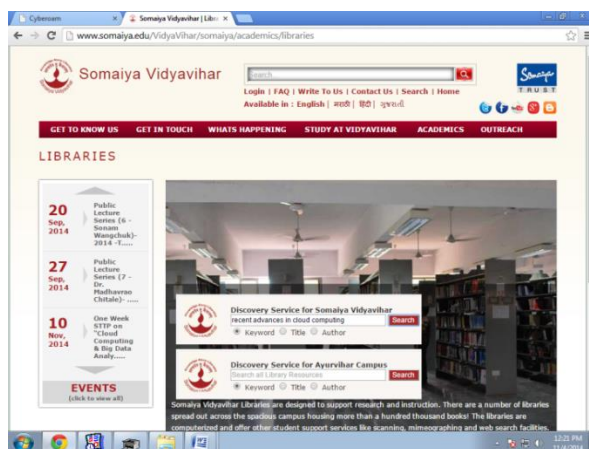 Cyberoam
Somaiya Vidyavihar | Libra
www.somaiya.edu/VidyaVihar/somaiya/academics/libraries
Somaiya Vidyavihar
Search
Login | FAQ | Write To Us | Contact Us | Search | Home
Available in : English | मराठी | हिंदी | ગુજરાતી
Somaiya
TRUST
GET TO KNOW US GET IN TOUCH WHATS HAPPENING STUDY AT VIDYAVIHAR ACADEMICS OUTREACH
LIBRARIES
20
Sep,
2014
Public
Lecture
Series (6 -
Sonam
Wangchuk)-
2014 -T.....
27
Sep,
2014
Public
Lecture
Series (7 -
Dr.
Madhavrao
Chitale)- .....
10
Nov,
2014
One Week
STTP on
"Cloud
Computing
& Big Data
Analy.....
EVENTS
(click to view all)
Discovery Service for Somaiya Vidyavihar
recent advances in cloud computing Search
Keyword Title Author
Discovery Service for Ayurvihar Campus
Search all Library Resources Search
Keyword Title Author
Somaiya Vidyavihar Libraries are designed to support research and instruction. There are a number of libraries
spread out across the spacious campus housing more than a hundred thousand books! The libraries are
computerized and offer other student support services like scanning, mimeographing and web search facilities.
12:21 PM
11/4/2014